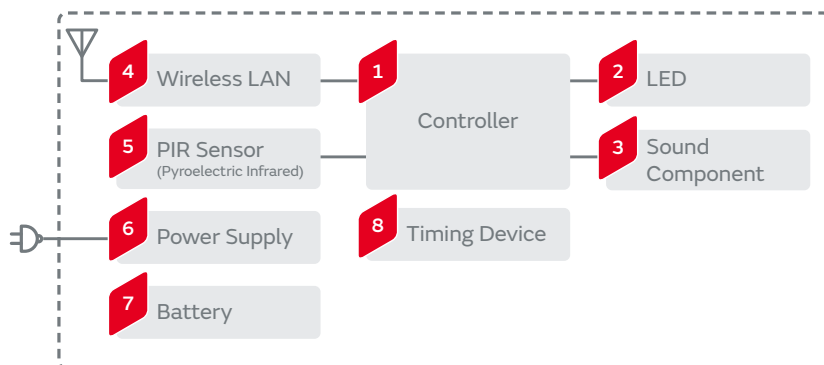 4 Wireless LAN
1
Controller
2 LED
5 PIR Sensor
(Pyroelectric Infrared)
3 Sound
Component
6 Power Supply
8 Timing Device
7 Battery